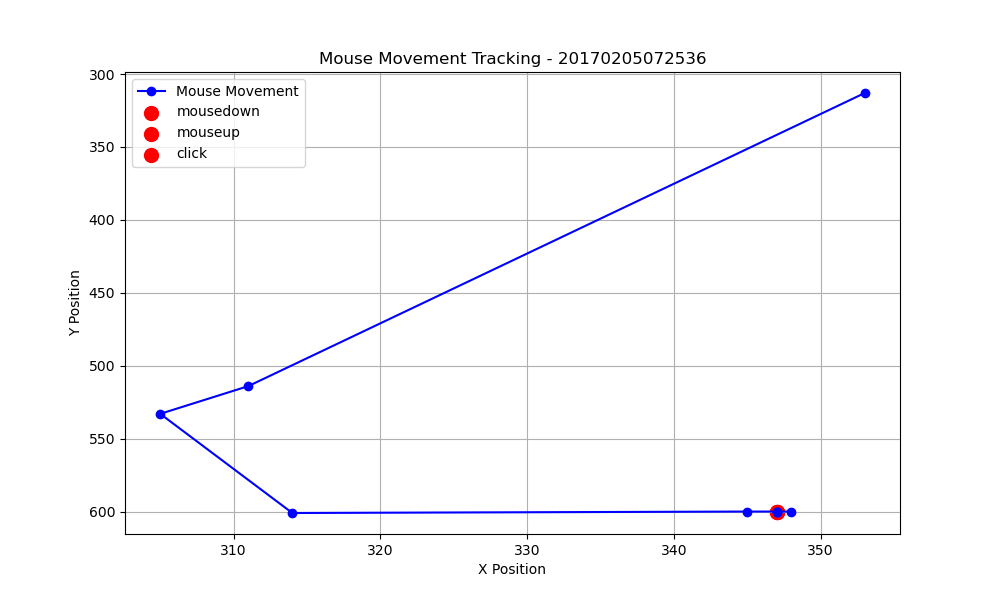 Mouse Movement Tracking - 20170205072536
Mouse Movement
mousedown
mouseup
click
300
350
400
450
500
550
600
Y Position
310
320
330
340
350
X Position